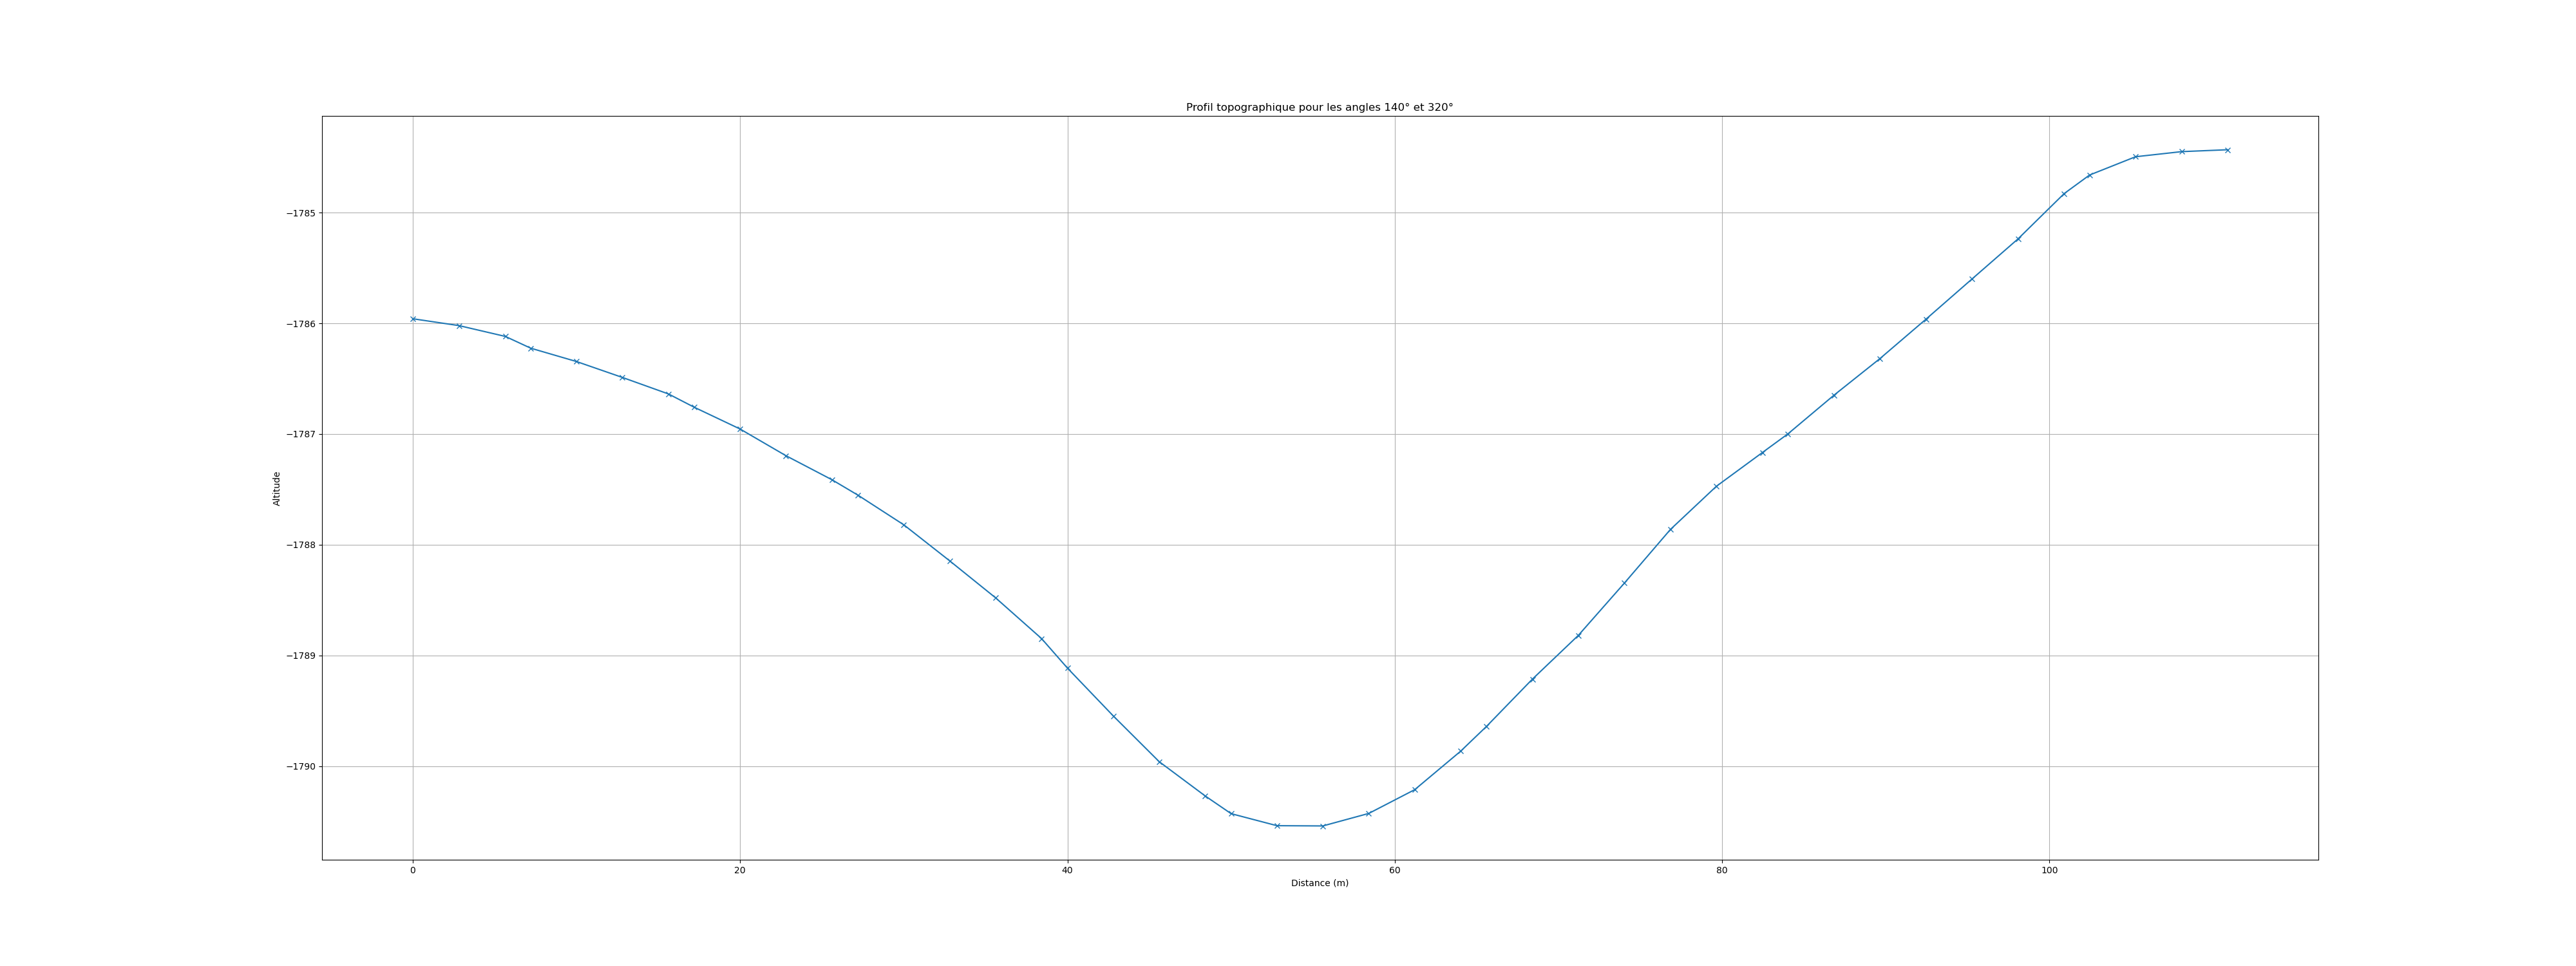 Profil topographique pour les angles 140° et 320°
Altitude
−1785
−1786
−1787
−1788
−1789
−1790
0 20 40 60 80 100
Distance (m)